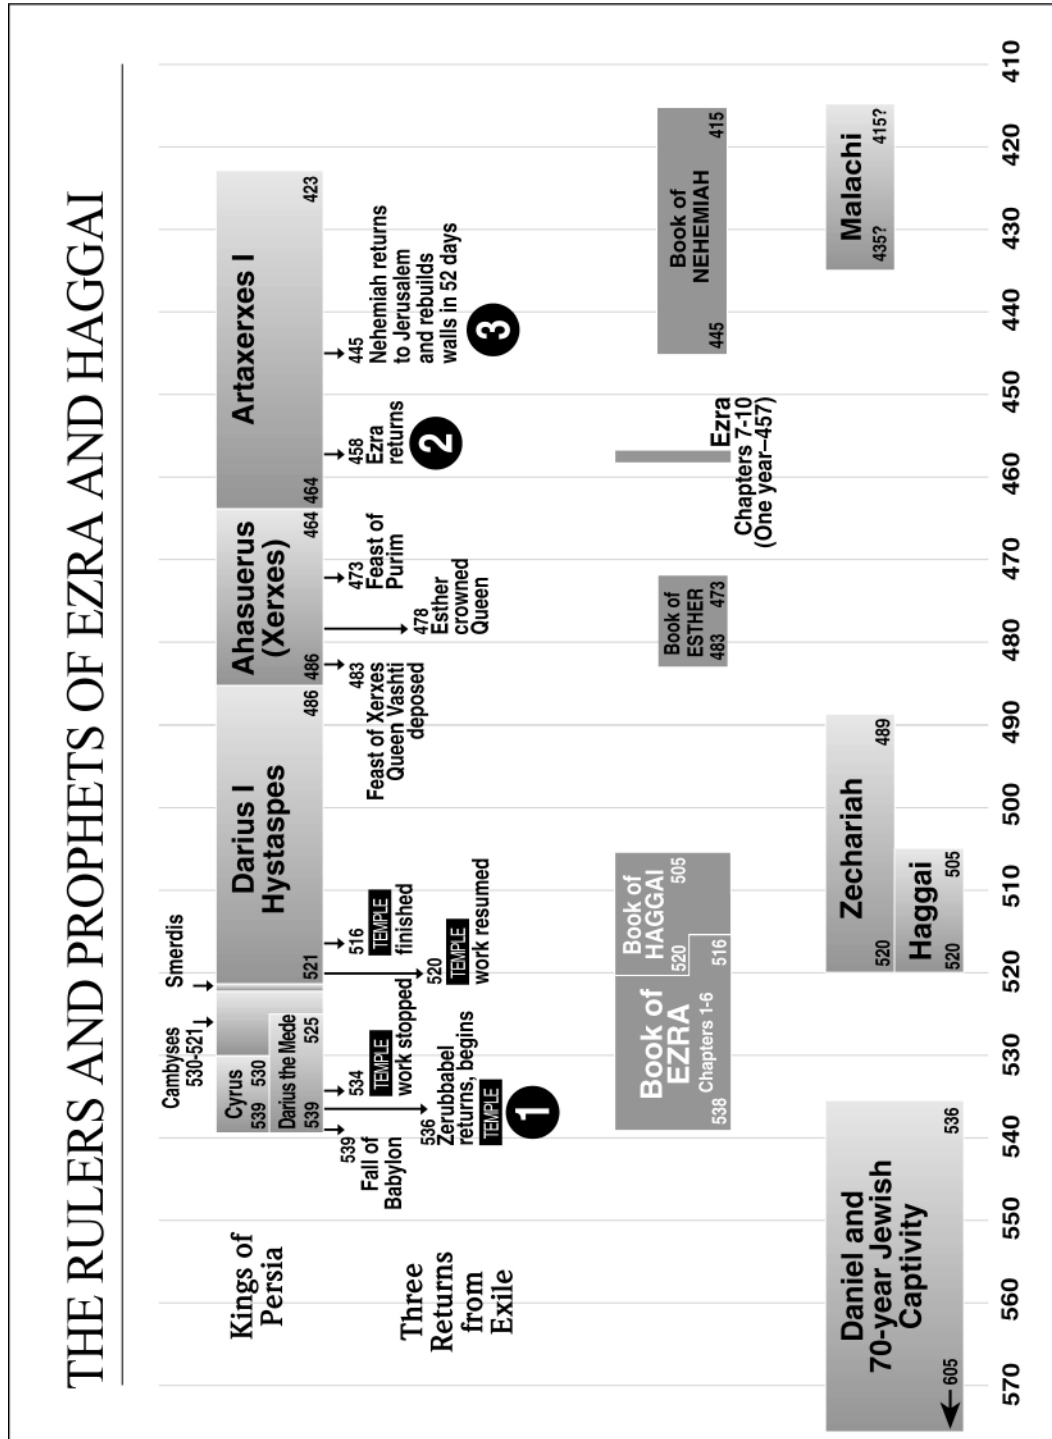 THE RULERS AND PROPHETS OF EZRA AND HAGGAI
Kings of
Persia
Cambyses
530-521
Smerdis
Cyrus
539 530
Darius the Mede
539 525
Darius I
Hystaspes
521 486
Ahasuerus
(Xerxes)
486 464
Artaxerxes I
464 423
Three
Returns
from
Exile
539
Fall of
Babylon
536
Zerubbabel
returns, begins
TEMPLE
1
534
TEMPLE
work stopped
520
TEMPLE
work resumed
516
TEMPLE
finished
483
Feast of Xerxes
Queen Vashti
deposed
478
Esther
crowned
Queen
473
Feast of
Purim
458
Ezra
returns
2
445
Nehemiah returns
to Jerusalem
and rebuilds
walls in 52 days
3
Book of
EZRA
Chapters 1-6
538 516
Book of
HAGGAI
520 505
Book of
ESTHER
483 473
Ezra
Chapters 7-10
(One year–457)
Book of
NEHEMIAH
445 415
Daniel and
70-year Jewish
Captivity
605 536
Zechariah
520 489
Haggai
520 505
Malachi
435? 415?
570 560 550 540 530 520 510 500 490 480 470 460 450 440 430 420 410